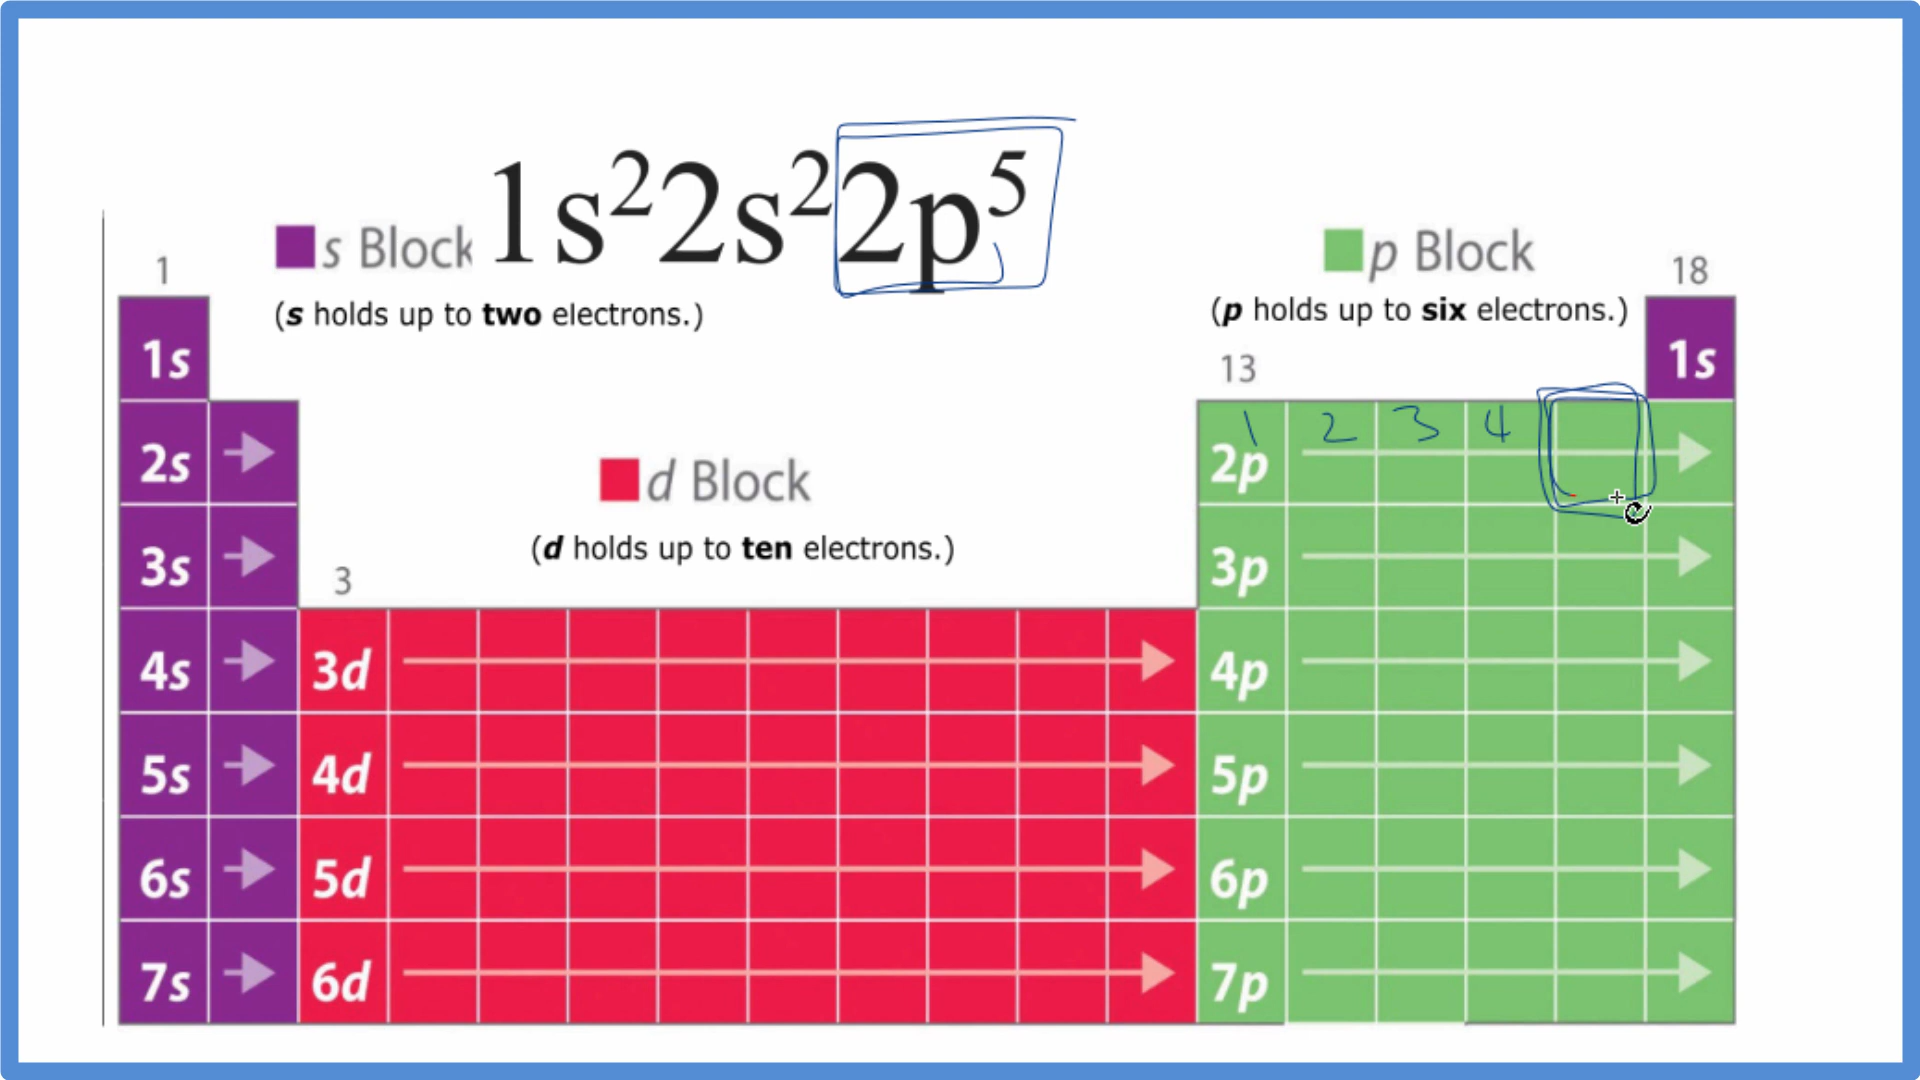 1s²2s²2p⁵
s Block
p Block
1
18
(s holds up to two electrons.)
(p holds up to six electrons.)
1s
1s
13
1 2 3 4
2s
2p
d Block
(d holds up to ten electrons.)
3s
3
3p
4s 3d 4p
5s 4d 5p
6s 5d 6p
7s 6d 7p